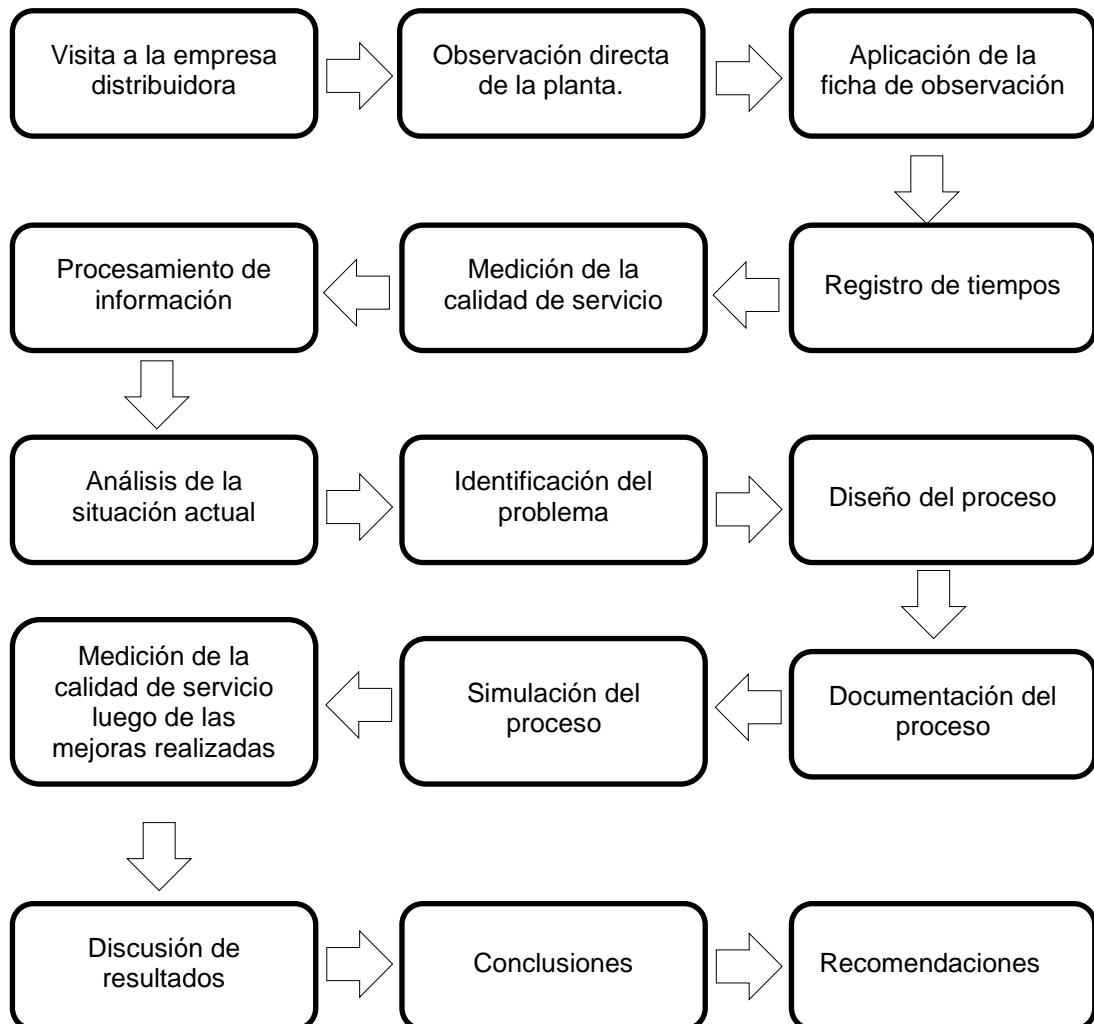 Visita a la empresa
distribuidora
Observación directa
de la planta.
Aplicación de la
ficha de observación
Registro de tiempos
Medición de la
calidad de servicio
Procesamiento de
información
Análisis de la
situación actual
Identificación del
problema
Diseño del proceso
Documentación del
proceso
Simulación del
proceso
Medición de la
calidad de servicio
luego de las
mejoras realizadas
Discusión de
resultados
Conclusiones
Recomendaciones